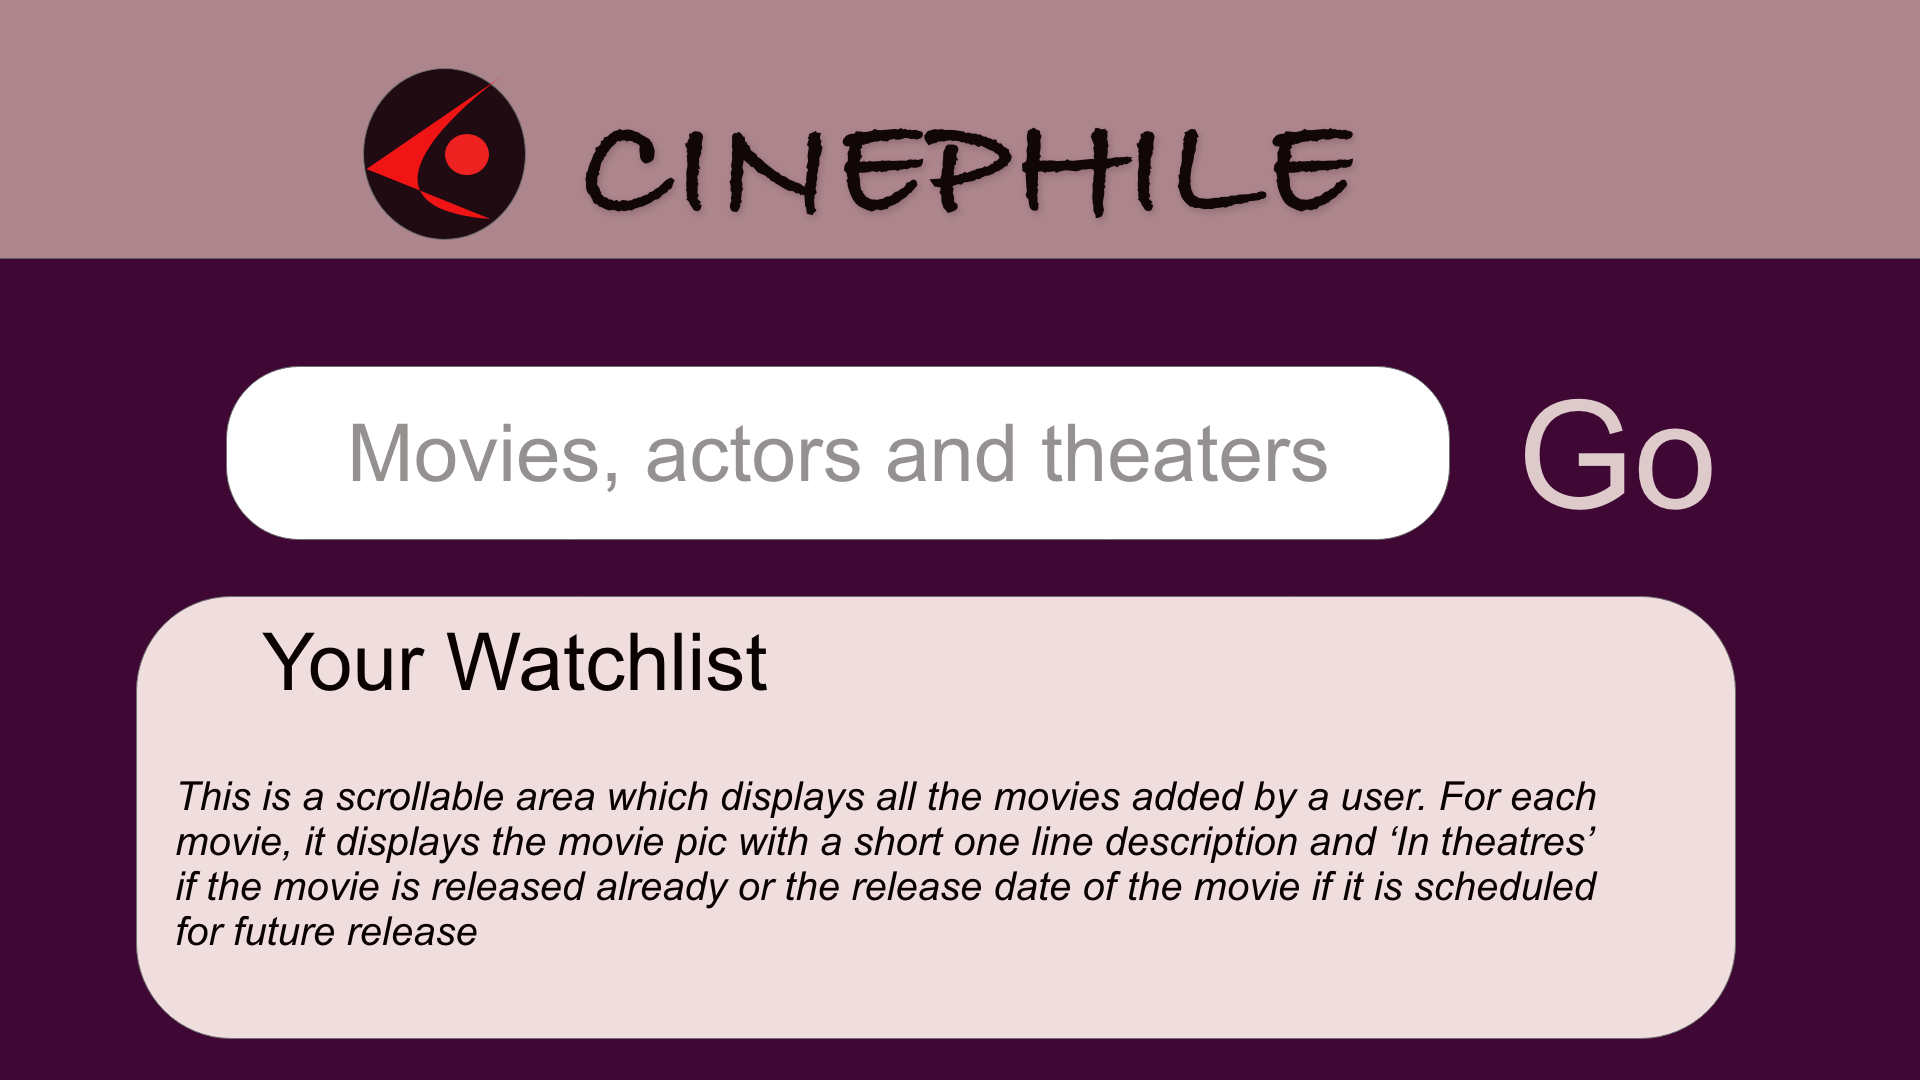 CINEPHILE
Movies, actors and theaters
Go
Your Watchlist
This is a scrollable area which displays all the movies added by a user. For each
movie, it displays the movie pic with a short one line description and ‘In theatres’
if the movie is released already or the release date of the movie if it is scheduled
for future release